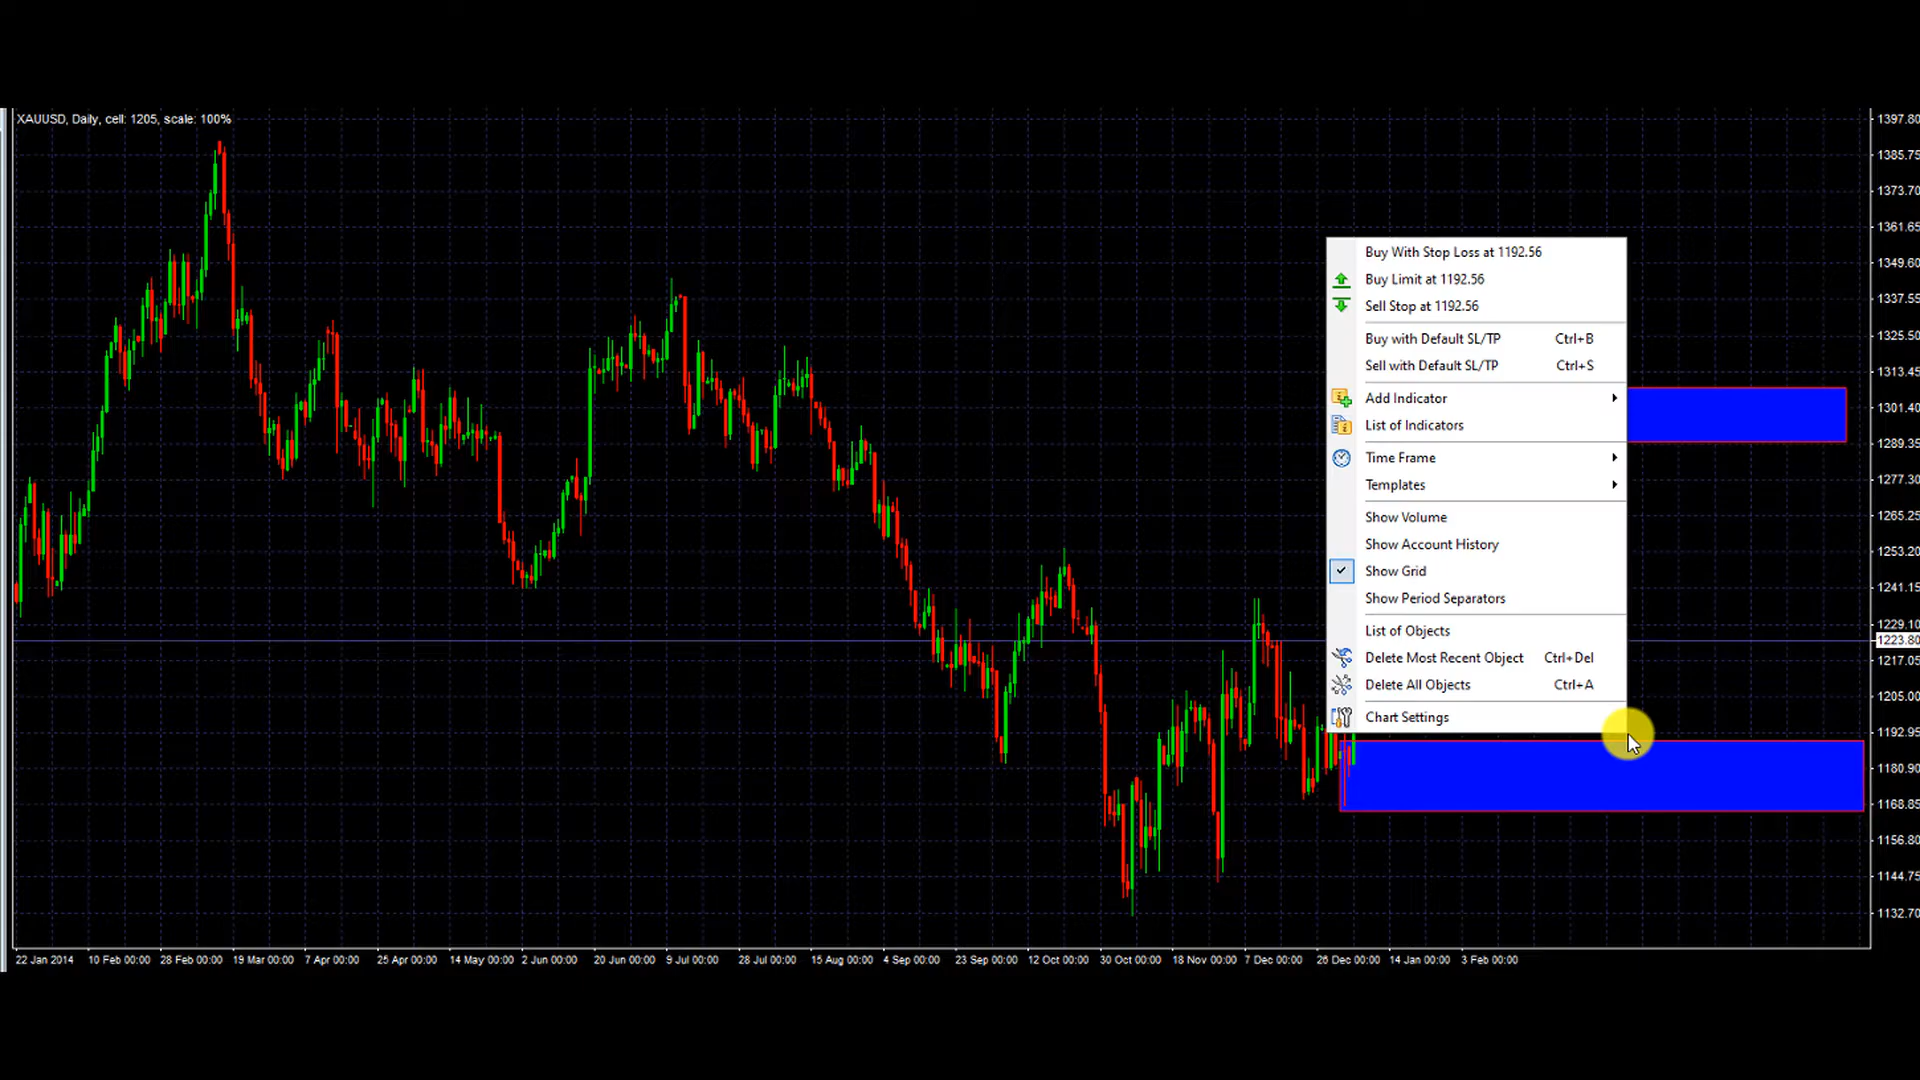 XAUUSD, Daily, cell: 1205, scale: 100%
1397.80
1385.75
1373.70
1361.65
1349.60
1337.55
1325.50
1313.45
1301.40
1289.35
1277.30
1265.25
1253.20
1241.15
1229.10
1223.80
1217.05
1205.00
1192.95
1180.90
1168.85
1156.80
1144.75
1132.70
Buy With Stop Loss at 1192.56
Buy Limit at 1192.56
Sell Stop at 1192.56
Buy with Default SL/TP Ctrl+B
Sell with Default SL/TP Ctrl+S
Add Indicator
List of Indicators
Time Frame
Templates
Show Volume
Show Account History
Show Grid
Show Period Separators
List of Objects
Delete Most Recent Object Ctrl+Del
Delete All Objects Ctrl+A
Chart Settings
22 Jan 2014 10 Feb 00:00 28 Feb 00:00 19 Mar 00:00 7 Apr 00:00 25 Apr 00:00 14 May 00:00 2 Jun 00:00 20 Jun 00:00 9 Jul 00:00 28 Jul 00:00 15 Aug 00:00 4 Sep 00:00 23 Sep 00:00 12 Oct 00:00 30 Oct 00:00 18 Nov 00:00 7 Dec 00:00 26 Dec 00:00 14 Jan 00:00 3 Feb 00:00